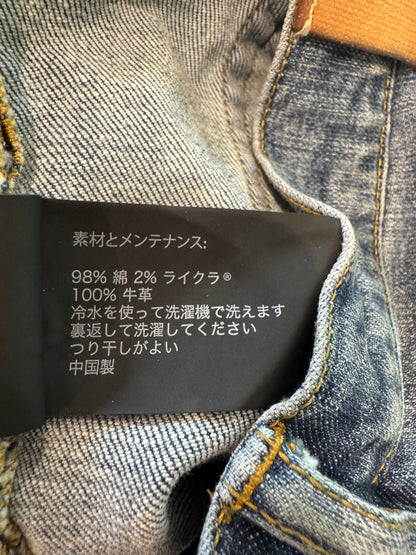 素材とメンテナンス:
98% 綿 2% ライクラ®
100% 牛革
冷水を使って洗濯機で洗えます
裏返して洗濯してください
つり干しがよい
中国製